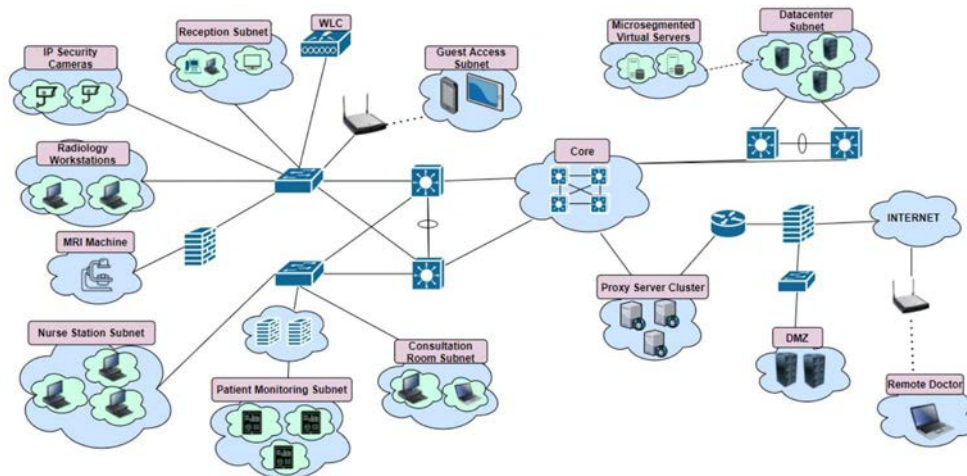 WLC
Reception Subnet
IP Security
Cameras
Guest Access
Subnet
Microsegmented
Virtual Servers
Datacenter
Subnet
Radiology
Workstations
Core
MRI Machine
INTERNET
Proxy Server Cluster
Nurse Station Subnet
DMZ
Consultation
Room Subnet
Patient Monitoring Subnet
Remote Doctor